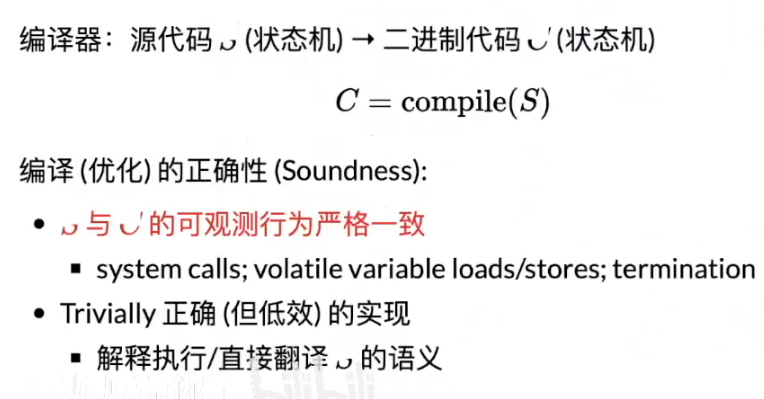 编译器：源代码 S (状态机) → 二进制代码 C (状态机)
C = compile(S)
编译 (优化) 的正确性 (Soundness):
• S 与 C 的可观测行为严格一致
▪ system calls; volatile variable loads/stores; termination
• Trivially 正确 (但低效) 的实现
▪ 解释执行/直接翻译 S 的语义
bilibili